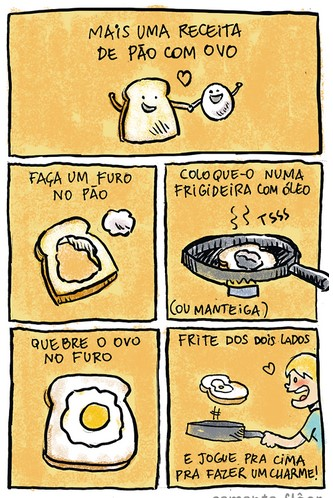 MAIS UMA RECEITA
DE PÃO COM OVO
FAÇA UM FURO
NO PÃO
COLOQUE-O NUMA
FRIGIDEIRA COM ÓLEO
TSSS
(OU MANTEIGA)
QUEBRE O OVO
NO FURO
FRITE DOS DOIS LADOS
E JOGUE PRA CIMA
PRA FAZER UM CHARME!